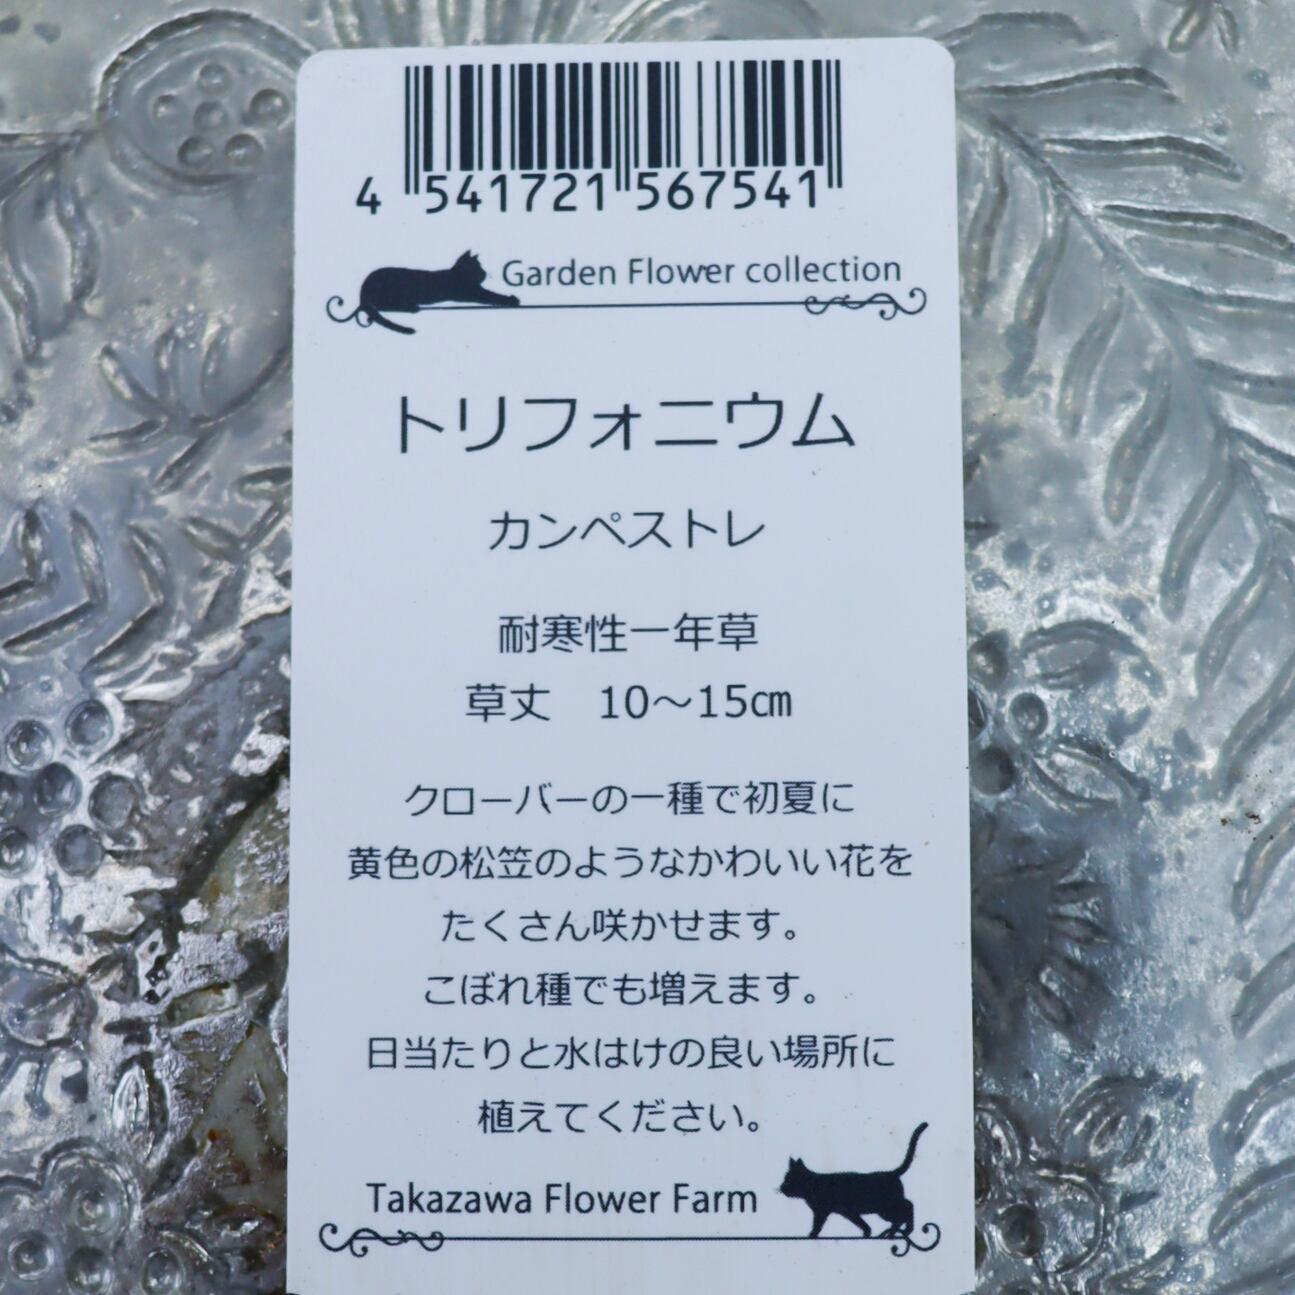 4 541721 567541
Garden Flower collection
トリフォニウム
カンペストレ
耐寒性一年草
草丈　10～15㎝
クローバーの一種で初夏に
黄色の松笠のようなかわいい花を
たくさん咲かせます。
こぼれ種でも増えます。
日当たりと水はけの良い場所に
植えてください。
Takazawa Flower Farm